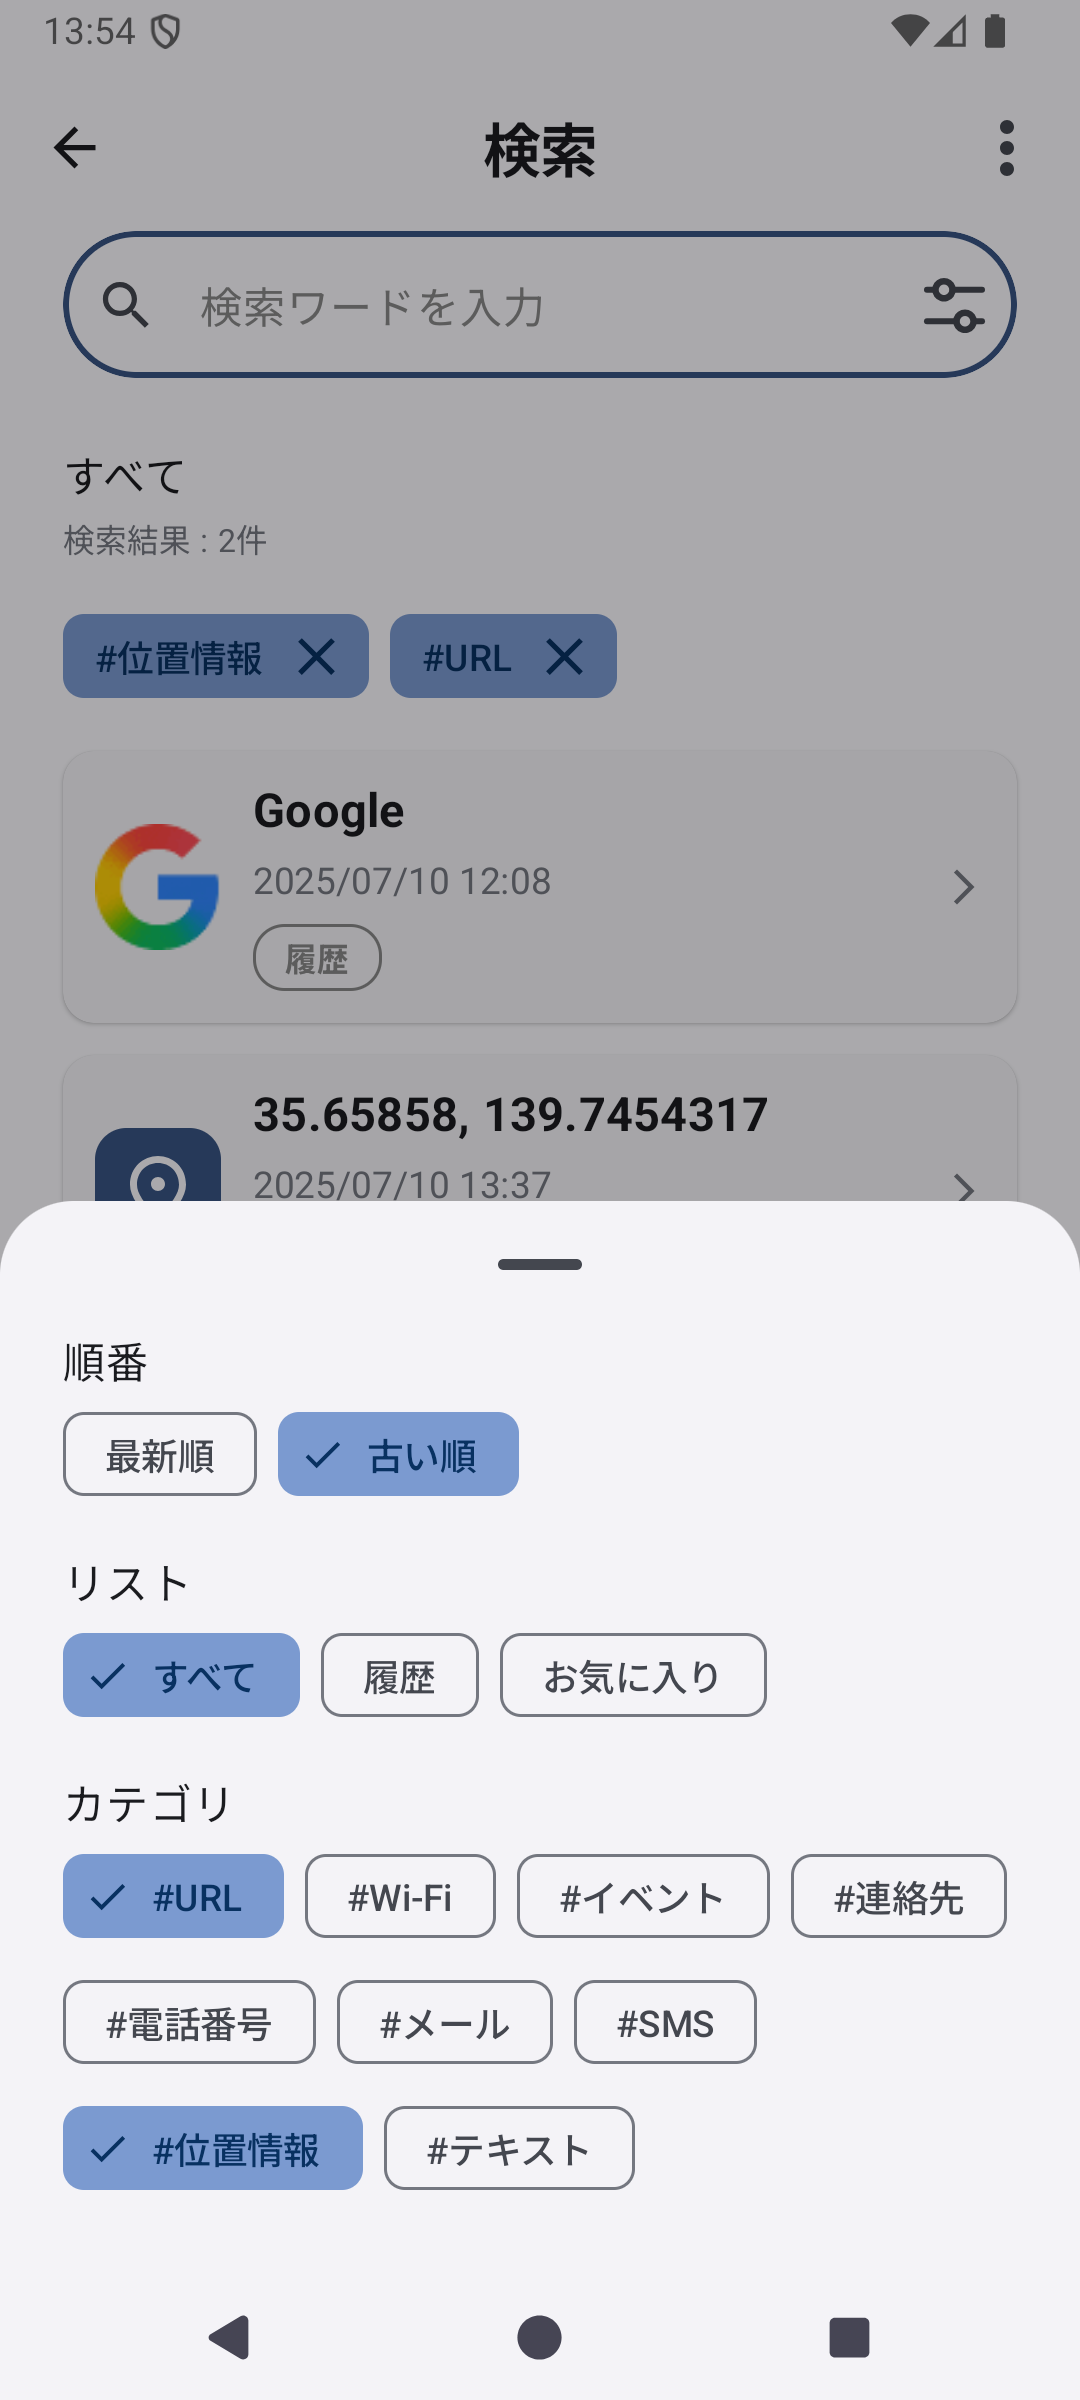 13:54
検索
検索ワードを入力
すべて
検索結果 : 2件
#位置情報 #URL
Google
2025/07/10 12:08
履歴
35.65858, 139.7454317
2025/07/10 13:37
順番
最新順 古い順
リスト
すべて 履歴 お気に入り
カテゴリ
#URL #Wi-Fi #イベント #連絡先
#電話番号 #メール #SMS
#位置情報 #テキスト